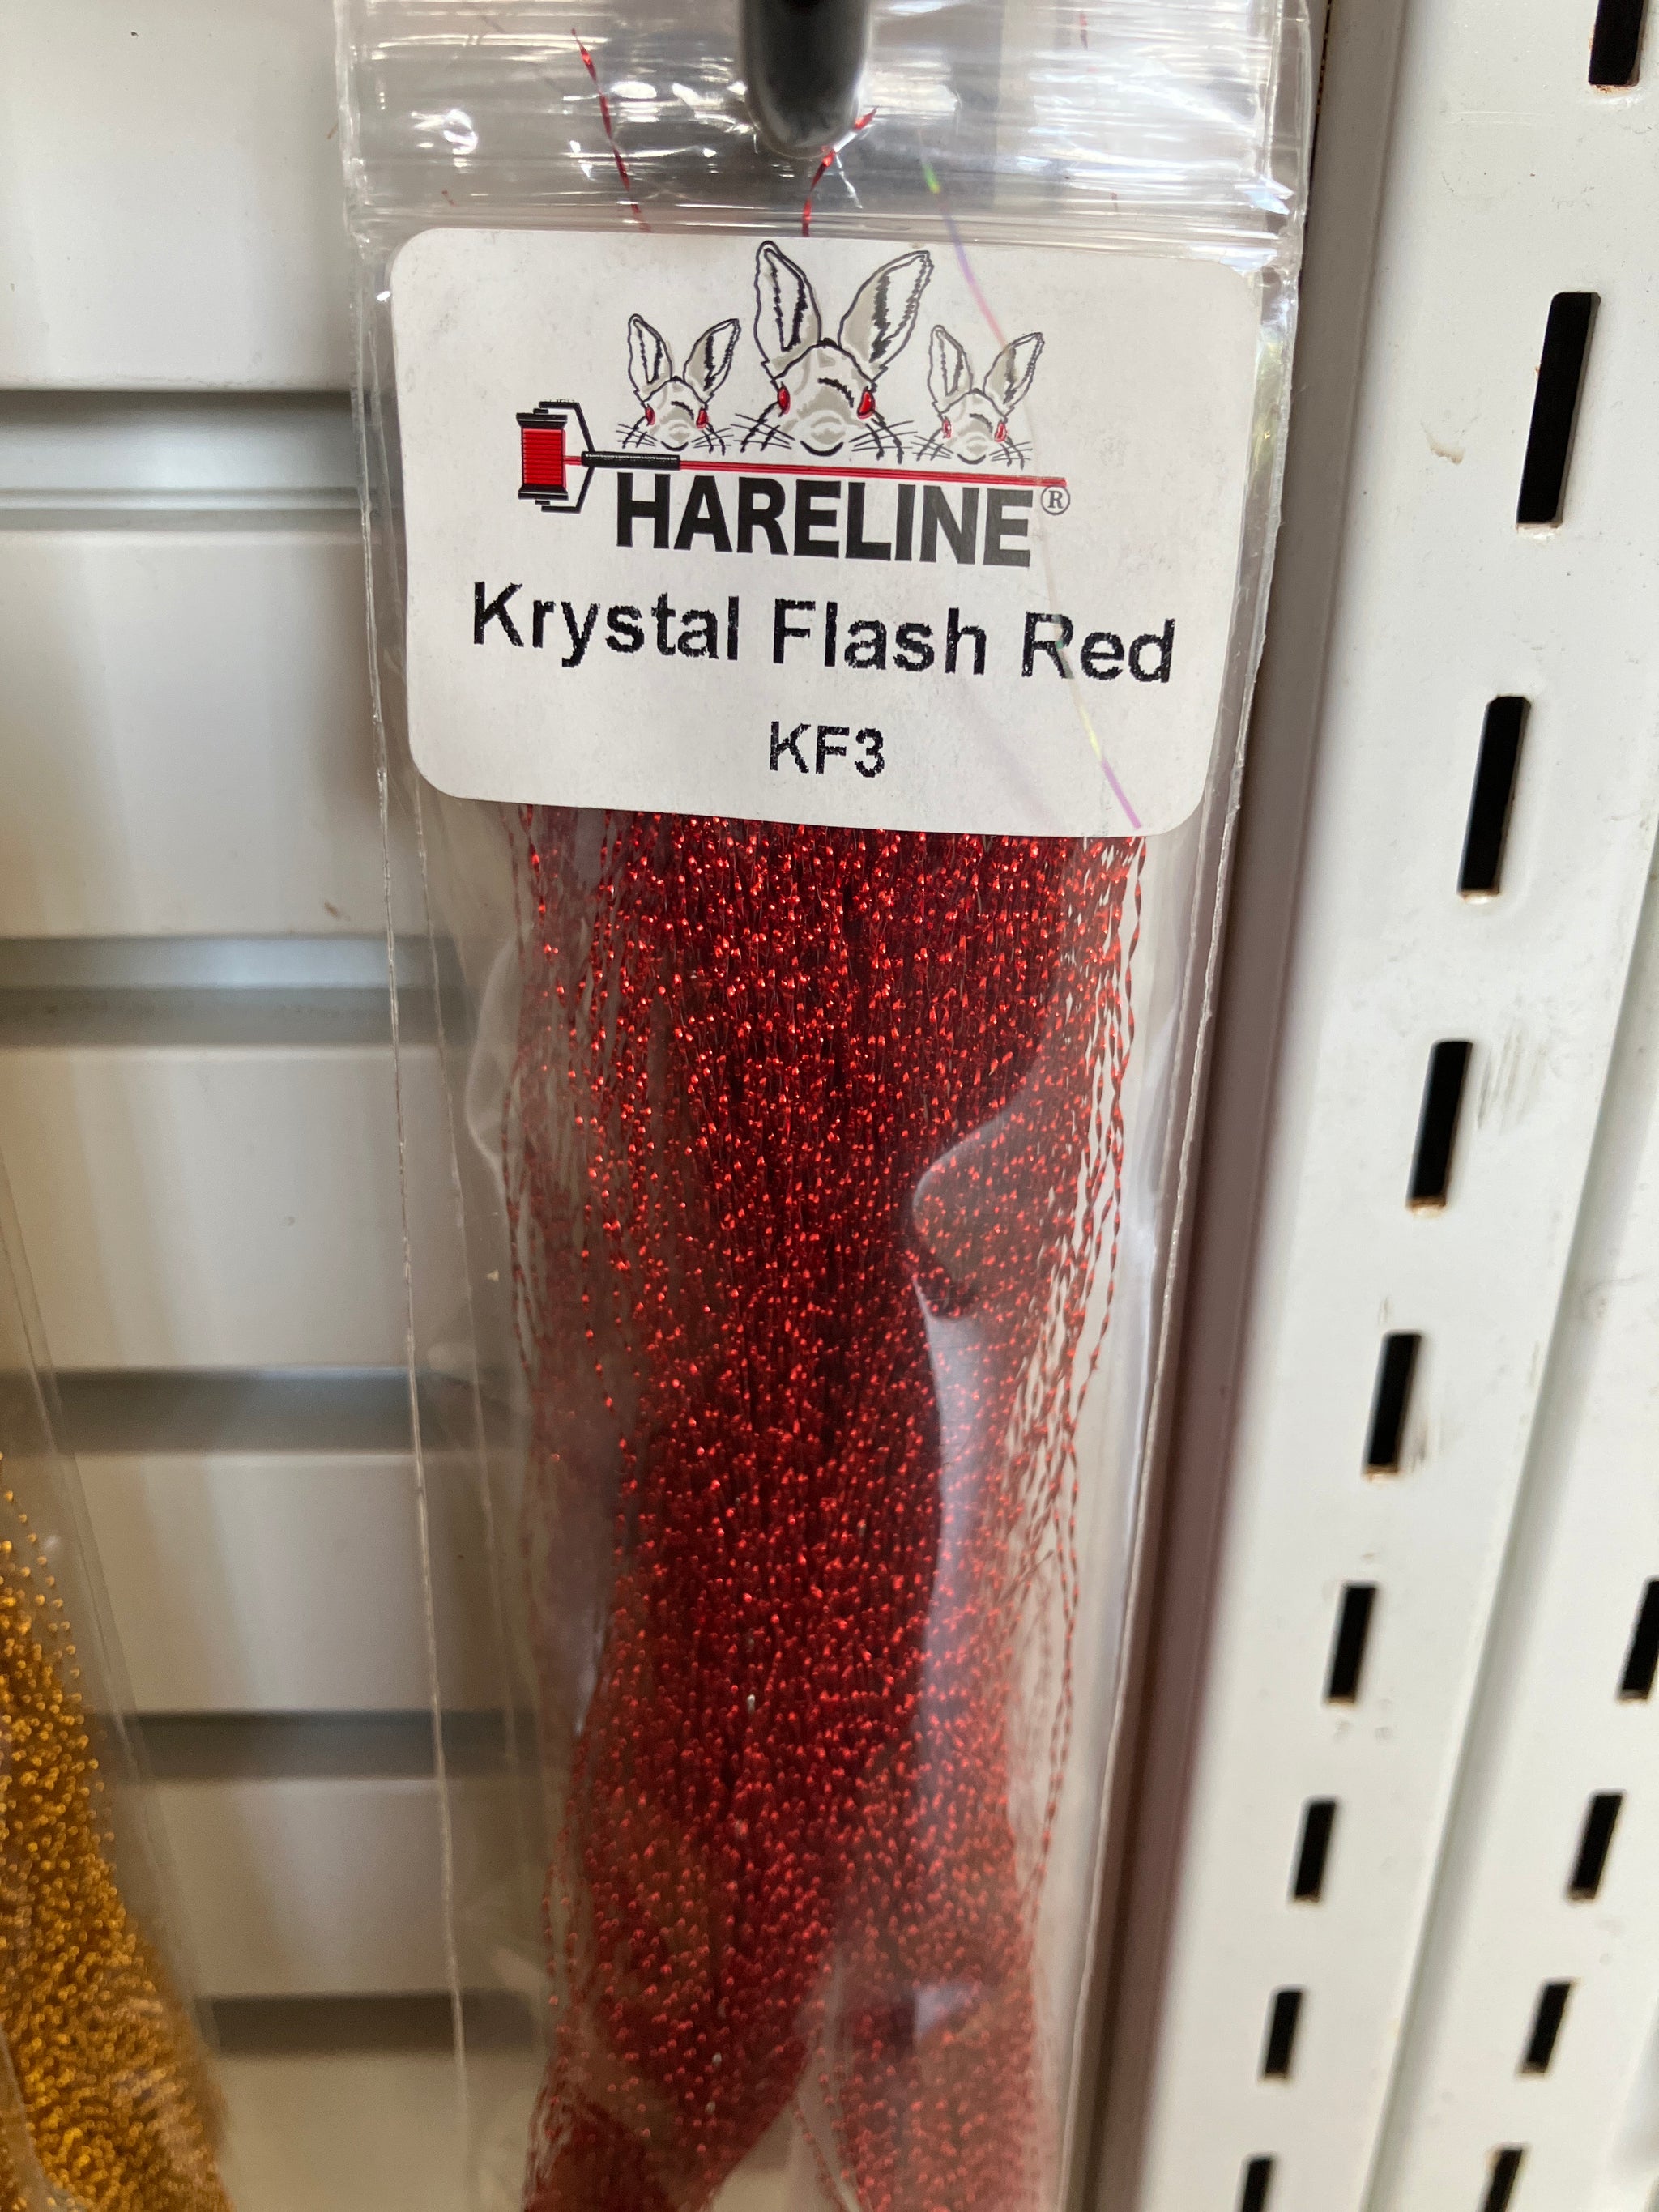 HARELINE®
Krystal Flash Red
KF3